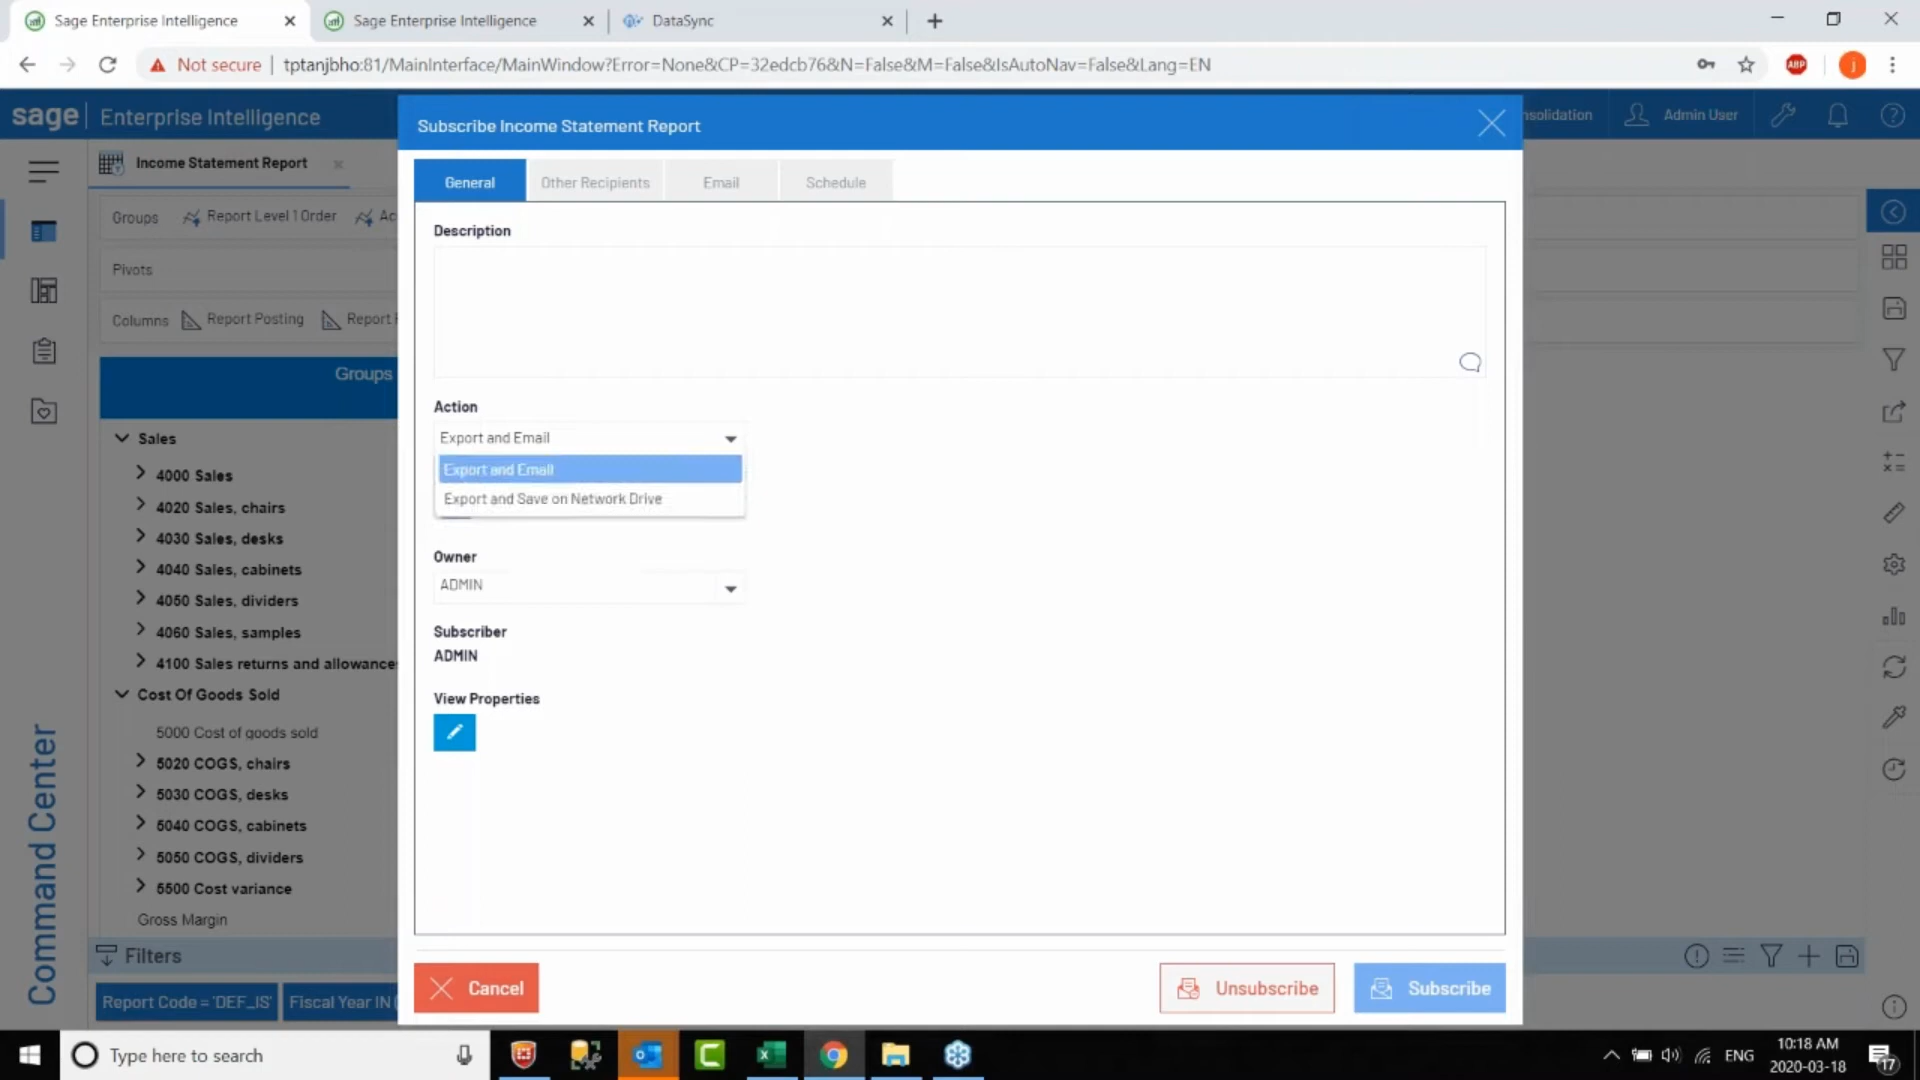 Sage Enterprise Intelligence
Sage Enterprise Intelligence
DataSync
Not secure | tptanjbho:81/MainInterface/MainWindow?Error=None&CP=32edcb76&N=False&M=False&IsAutoNav=False&Lang=EN
ABP
j
sage Enterprise Intelligence
Subscribe Income Statement Report
nsolidation
Admin User
Income Statement Report
General
Other Recipients
Email
Schedule
Groups
Report Level 1 Order
Ac
Description
Pivots
Columns
Report Posting
Report
Groups
Action
Export and Email
Export and Email
Export and Save on Network Drive
Owner
ADMIN
Subscriber
ADMIN
View Properties
Sales
4000 Sales
4020 Sales, chairs
4030 Sales, desks
4040 Sales, cabinets
4050 Sales, dividers
4060 Sales, samples
4100 Sales returns and allowance
Cost Of Goods Sold
5000 Cost of goods sold
5020 COGS, chairs
5030 COGS, desks
5040 COGS, cabinets
5050 COGS, dividers
5500 Cost variance
Gross Margin
Command Center
Filters
Report Code = 'DEF_IS'
Fiscal Year IN (
Cancel
Unsubscribe
Subscribe
Type here to search
ENG
10:18 AM
2020-03-18
17